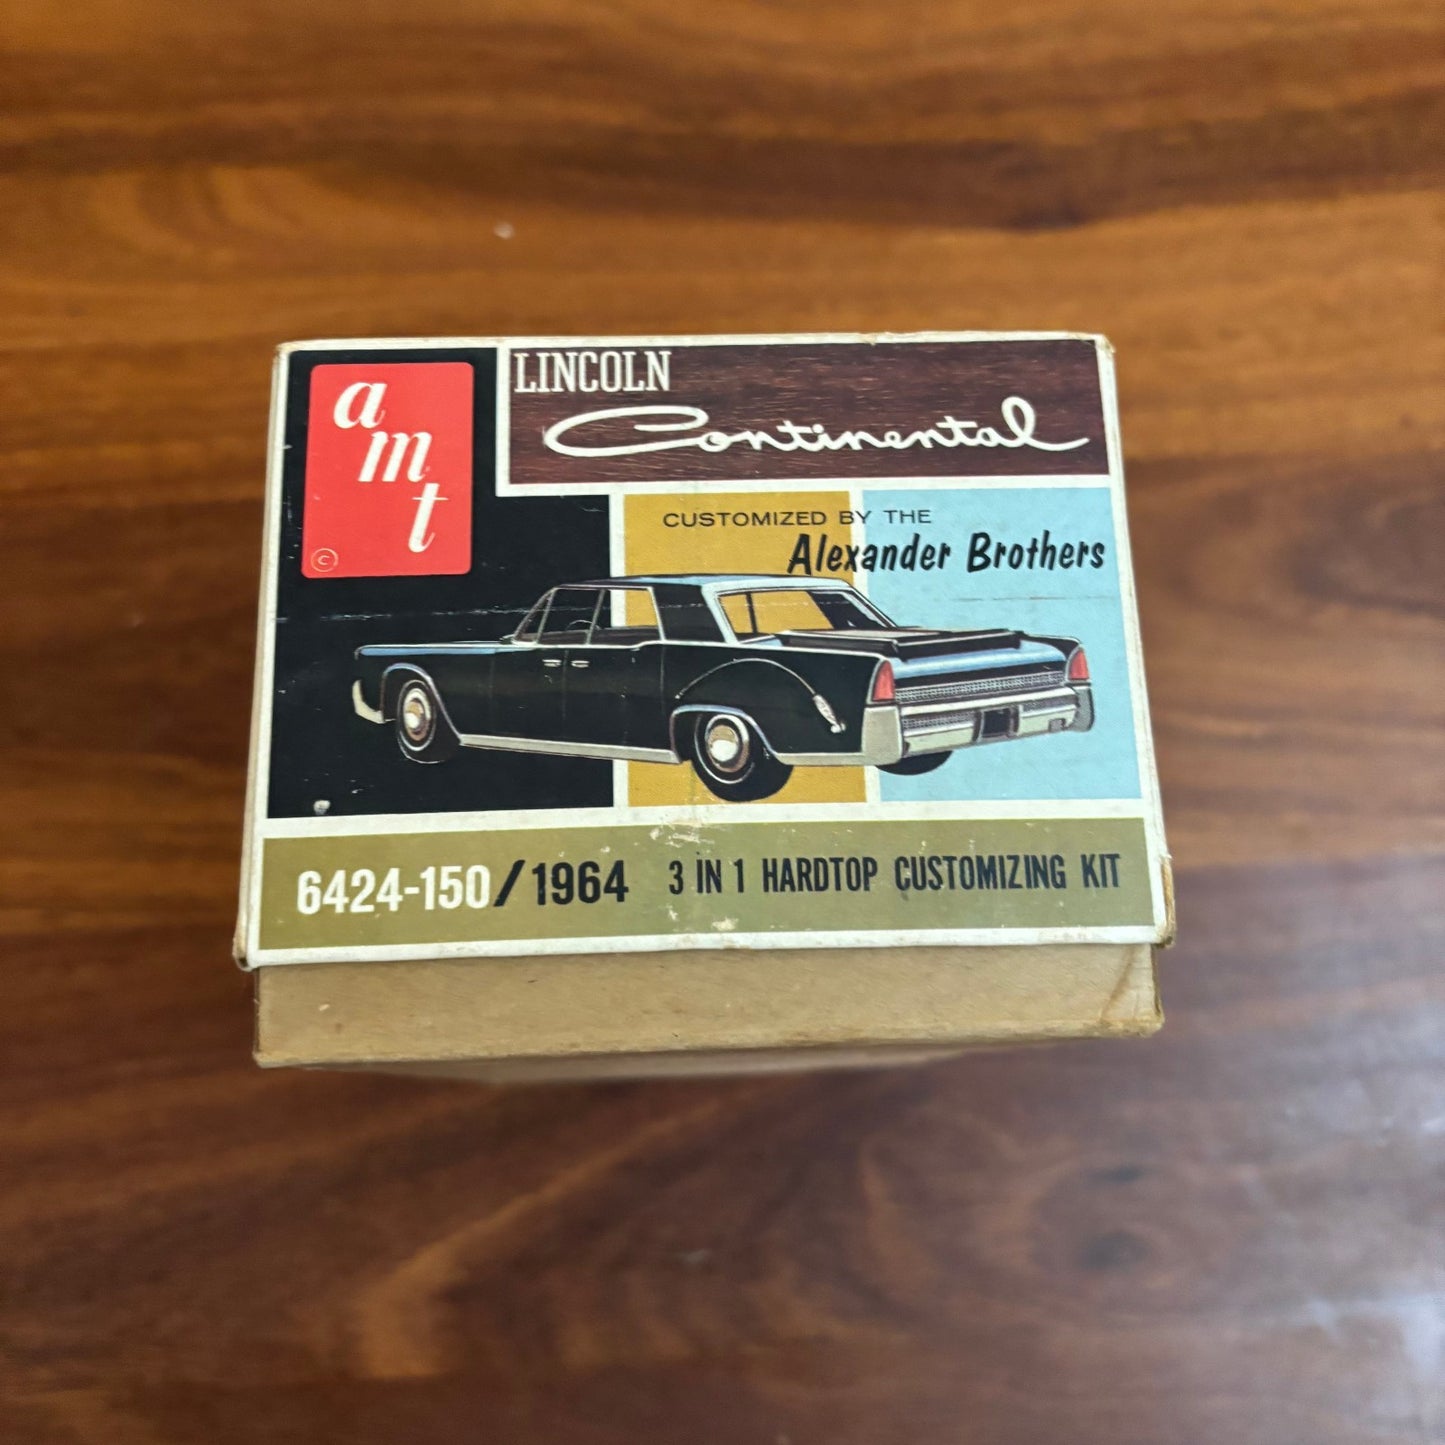 amt
©
LINCOLN
Continental
CUSTOMIZED BY THE
Alexander Brothers
6424-150/1964 3 IN 1 HARDTOP CUSTOMIZING KIT